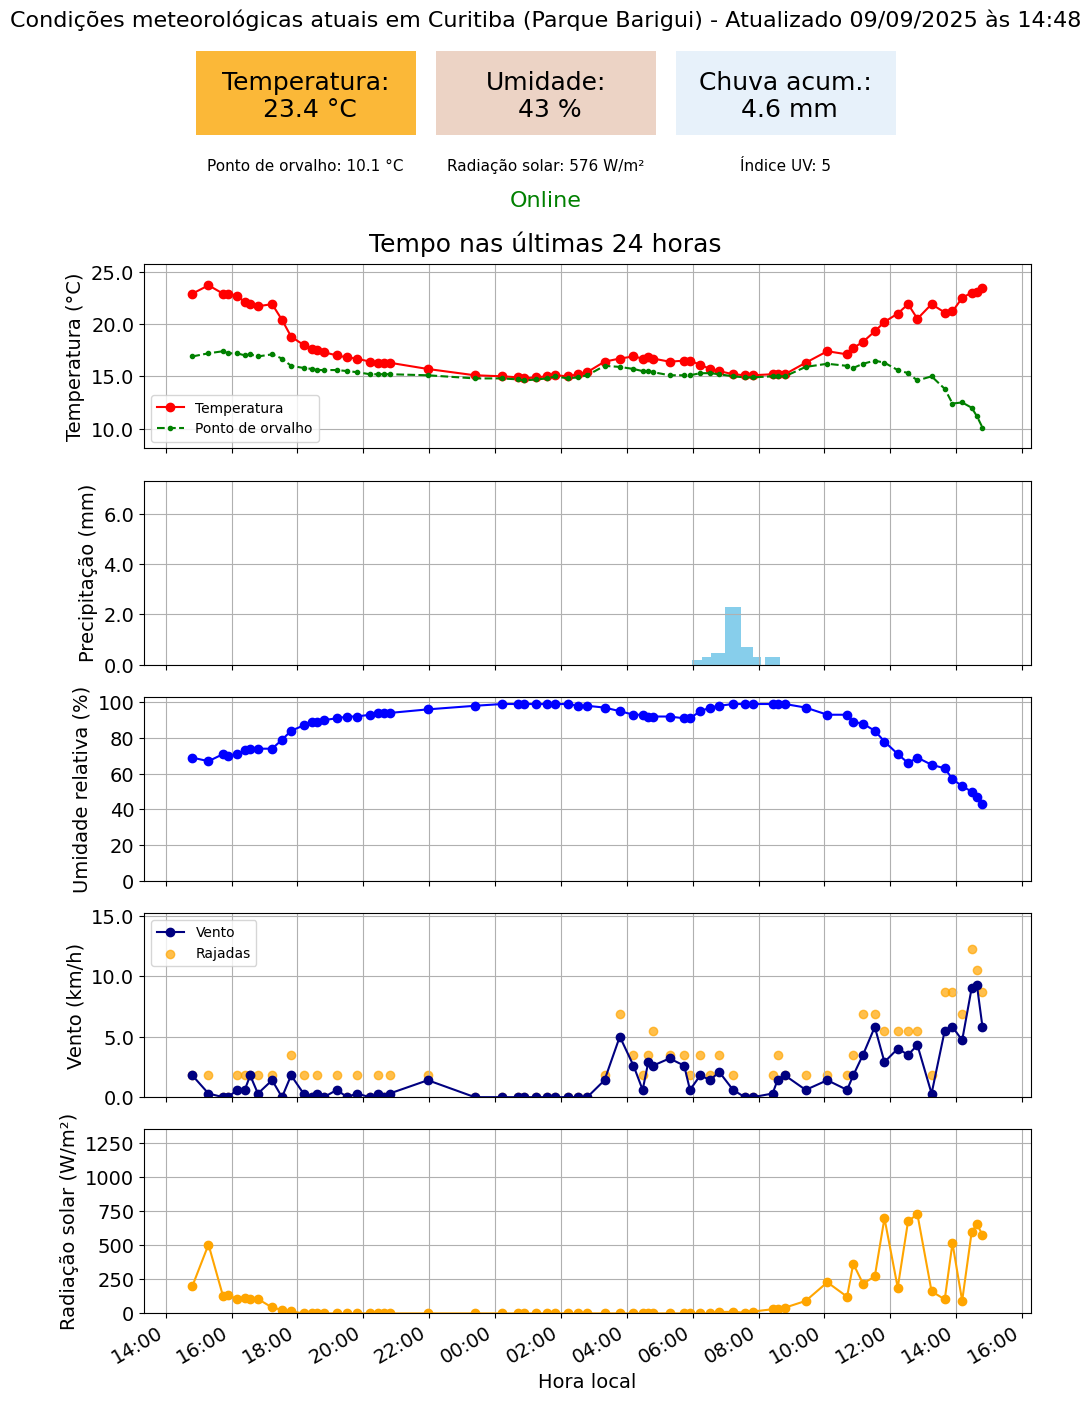 Condições meteorológicas atuais em Curitiba (Parque Barigui) - Atualizado 09/09/2025 às 14:48
Temperatura:
23.4 °C
Umidade:
43 %
Chuva acum.:
4.6 mm
Ponto de orvalho: 10.1 °C
Radiação solar: 576 W/m²
Índice UV: 5
Online
Tempo nas últimas 24 horas
Temperatura (°C)
25.0
20.0
15.0
10.0
Temperatura
Ponto de orvalho
Precipitação (mm)
6.0
4.0
2.0
0.0
Umidade relativa (%)
100
80
60
40
20
0
Vento (km/h)
15.0
10.0
5.0
0.0
Vento
Rajadas
Radiação solar (W/m²)
1250
1000
750
500
250
0
14:00 16:00 18:00 20:00 22:00 00:00 02:00 04:00 06:00 08:00 10:00 12:00 14:00 16:00
Hora local